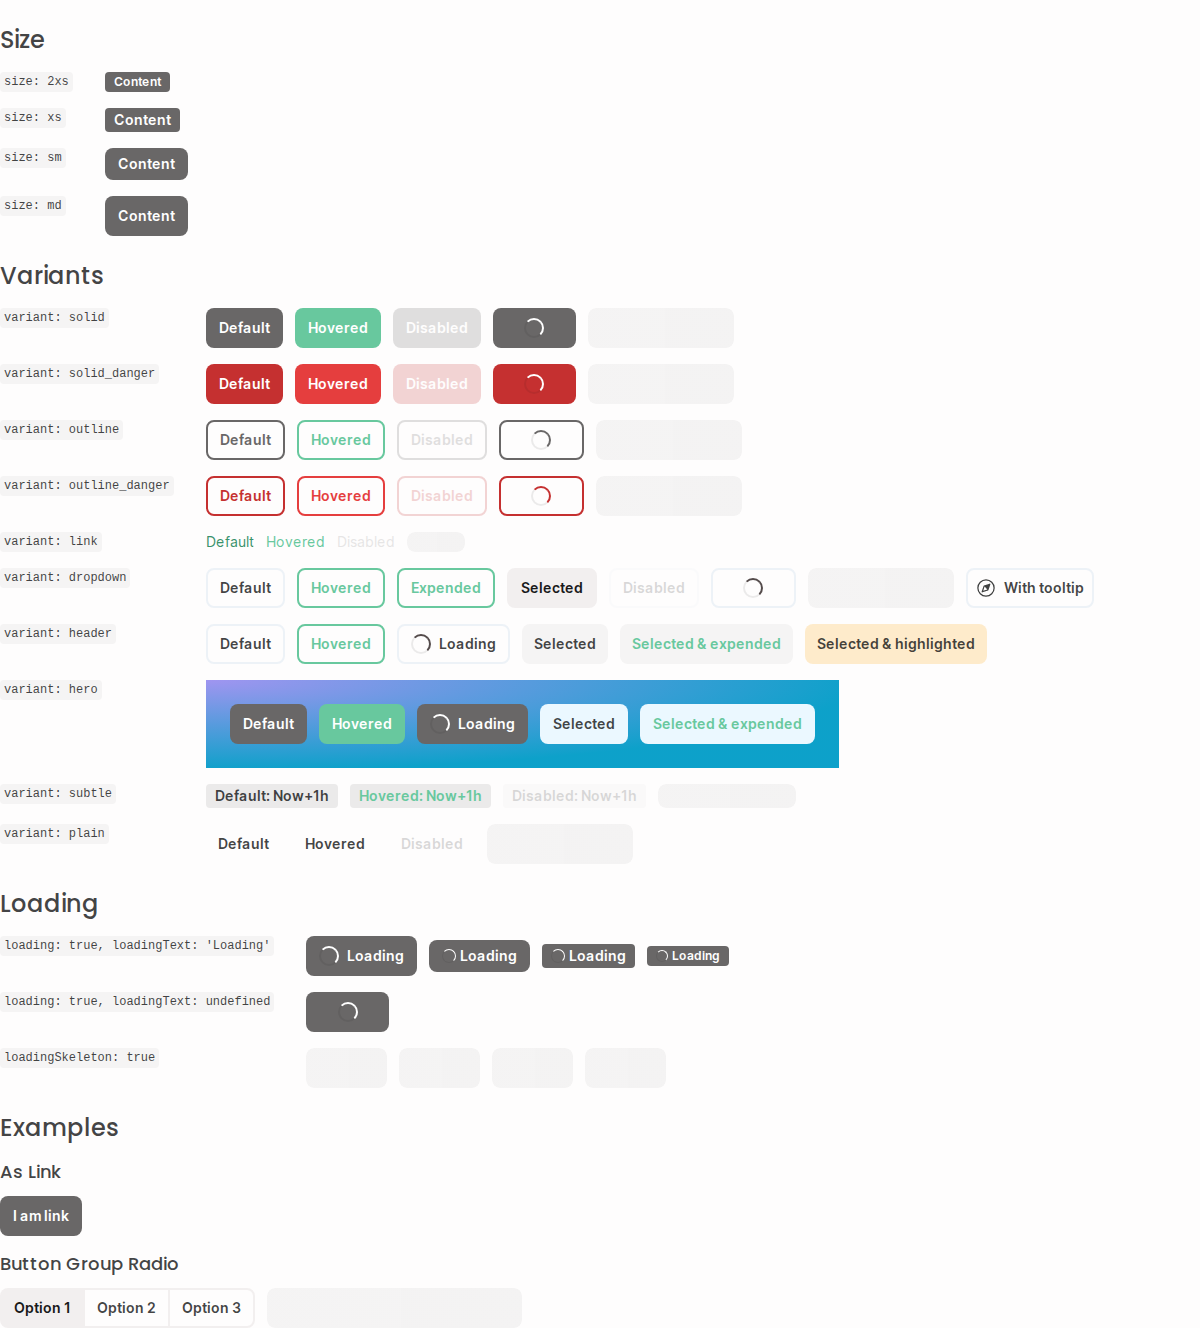 Size
size: 2xs Content
size: xs Content
size: sm Content
size: md Content
Variants
variant: solid Default Hovered Disabled
variant: solid_danger Default Hovered Disabled
variant: outline Default Hovered Disabled
variant: outline_danger Default Hovered Disabled
variant: link Default Hovered Disabled
variant: dropdown Default Hovered Expended Selected Disabled With tooltip
variant: header Default Hovered Loading Selected Selected & expended Selected & highlighted
variant: hero Default Hovered Loading Selected Selected & expended
variant: subtle Default: Now+1h Hovered: Now+1h Disabled: Now+1h
variant: plain Default Hovered Disabled
Loading
loading: true, loadingText: 'Loading' Loading Loading Loading Loading
loading: true, loadingText: undefined
loadingSkeleton: true
Examples
As Link
I am link
Button Group Radio
Option 1 Option 2 Option 3